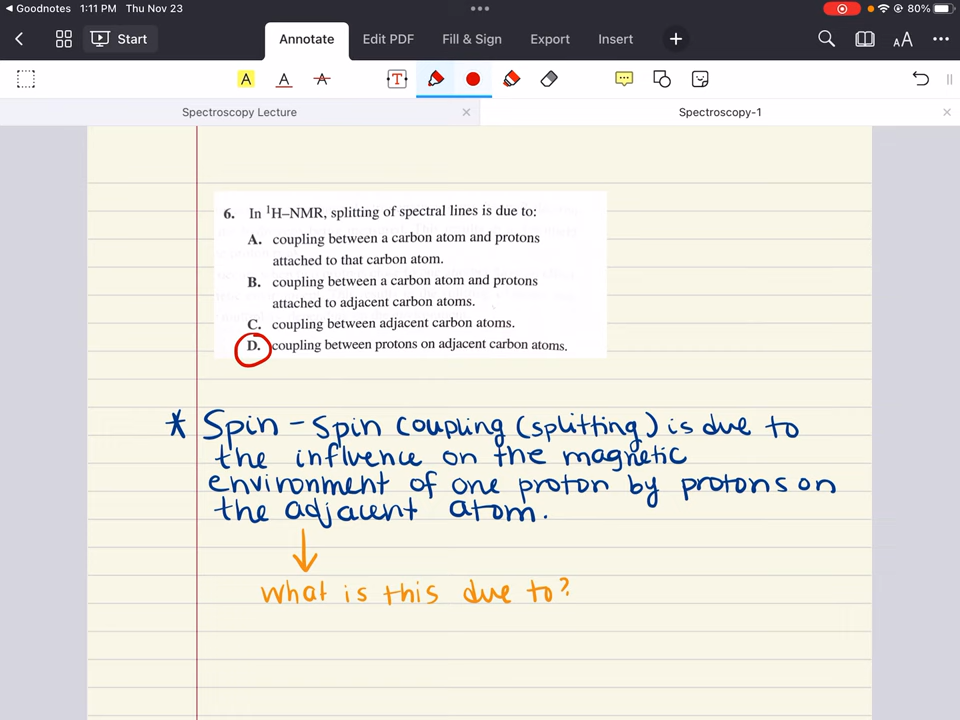 Goodnotes 1:11 PM Thu Nov 23 80%
Start Annotate Edit PDF Fill & Sign Export Insert
Spectroscopy Lecture Spectroscopy-1
6. In ¹H–NMR, splitting of spectral lines is due to:
A. coupling between a carbon atom and protons
attached to that carbon atom.
B. coupling between a carbon atom and protons
attached to adjacent carbon atoms.
C. coupling between adjacent carbon atoms.
D. coupling between protons on adjacent carbon atoms.
* Spin-spin coupling (splitting) is due to
the influence on the magnetic
environment of one proton by protons on
the adjacent atom.
what is this due to?